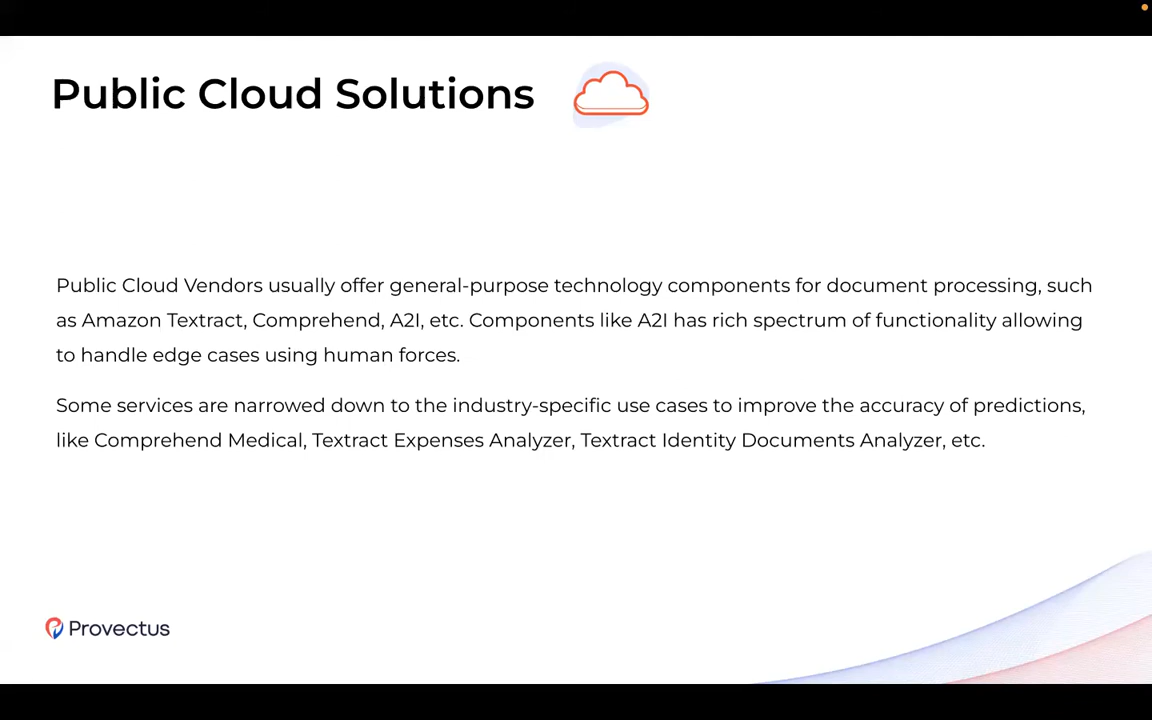 Public Cloud Solutions
Public Cloud Vendors usually offer general-purpose technology components for document processing, such
as Amazon Textract, Comprehend, A2I, etc. Components like A2I has rich spectrum of functionality allowing
to handle edge cases using human forces.
Some services are narrowed down to the industry-specific use cases to improve the accuracy of predictions,
like Comprehend Medical, Textract Expenses Analyzer, Textract Identity Documents Analyzer, etc.
Provectus